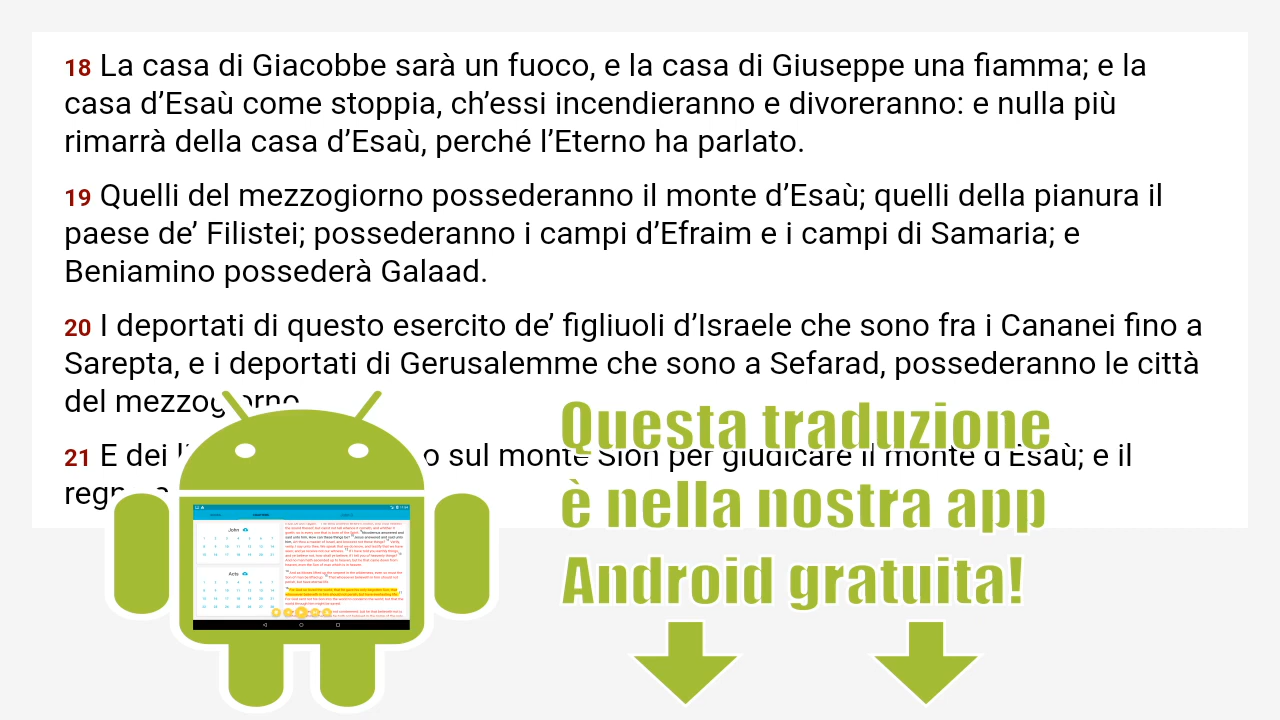 18 La casa di Giacobbe sarà un fuoco, e la casa di Giuseppe una fiamma; e la
casa d’Esaù come stoppia, ch’essi incendieranno e divoreranno: e nulla più
rimarrà della casa d’Esaù, perché l’Eterno ha parlato.
19 Quelli del mezzogiorno possederanno il monte d’Esaù; quelli della pianura il
paese de’ Filistei; possederanno i campi d’Efraim e i campi di Samaria; e
Beniamino possederà Galaad.
20 I deportati di questo esercito de’ figliuoli d’Israele che sono fra i Cananei fino a
Sarepta, e i deportati di Gerusalemme che sono a Sefarad, possederanno le città
del mezzogiorno.
21 E dei sul monte Sion per giudicare il monte d’Esaù; e il
Questa traduzione
è nella nostra app
Android gratuita!
John
Acts